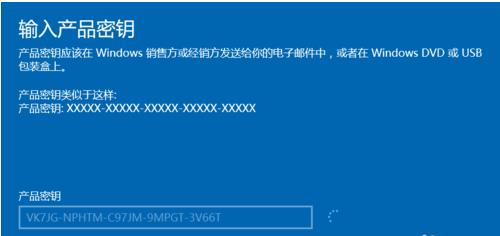 输入产品密钥
产品密钥应该在 Windows 销售方或经销方发送给你的电子邮件中，或者在 Windows DVD 或 USB
包装盒上。
产品密钥类似于这样:
产品密钥: XXXXX-XXXXX-XXXXX-XXXXX-XXXXX
产品密钥
VK7JG-NPHTM-C97JM-9MPGT-3V66T